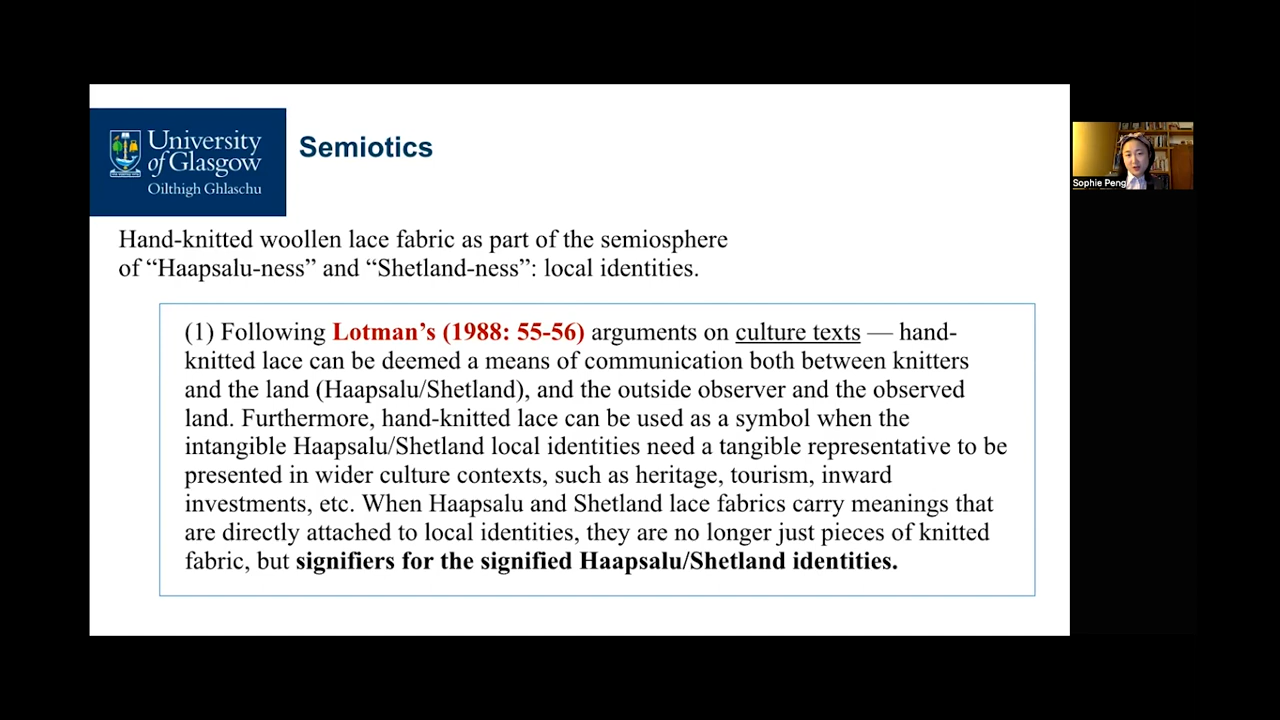 University
of Glasgow
Oilthigh Ghlaschu
Semiotics
Sophie Peng
Hand-knitted woollen lace fabric as part of the semiosphere
of “Haapsalu-ness” and “Shetland-ness”: local identities.
(1) Following Lotman’s (1988: 55-56) arguments on culture texts — hand-
knitted lace can be deemed a means of communication both between knitters
and the land (Haapsalu/Shetland), and the outside observer and the observed
land. Furthermore, hand-knitted lace can be used as a symbol when the
intangible Haapsalu/Shetland local identities need a tangible representative to be
presented in wider culture contexts, such as heritage, tourism, inward
investments, etc. When Haapsalu and Shetland lace fabrics carry meanings that
are directly attached to local identities, they are no longer just pieces of knitted
fabric, but signifiers for the signified Haapsalu/Shetland identities.